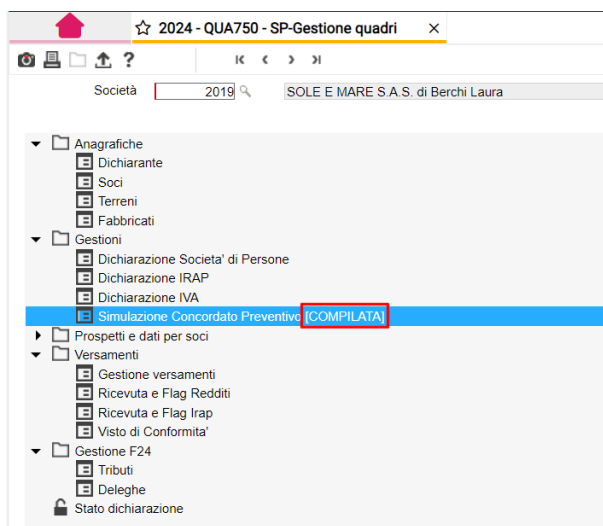 2024 - QUA750 - SP-Gestione quadri
?
Società 2019 SOLE E MARE S.A.S. di Berchi Laura
Anagrafiche
Dichiarante
Soci
Terreni
Fabbricati
Gestioni
Dichiarazione Societa' di Persone
Dichiarazione IRAP
Dichiarazione IVA
Simulazione Concordato Preventivo [COMPILATA]
Prospetti e dati per soci
Versamenti
Gestione versamenti
Ricevuta e Flag Redditi
Ricevuta e Flag Irap
Visto di Conformita'
Gestione F24
Tributi
Deleghe
Stato dichiarazione